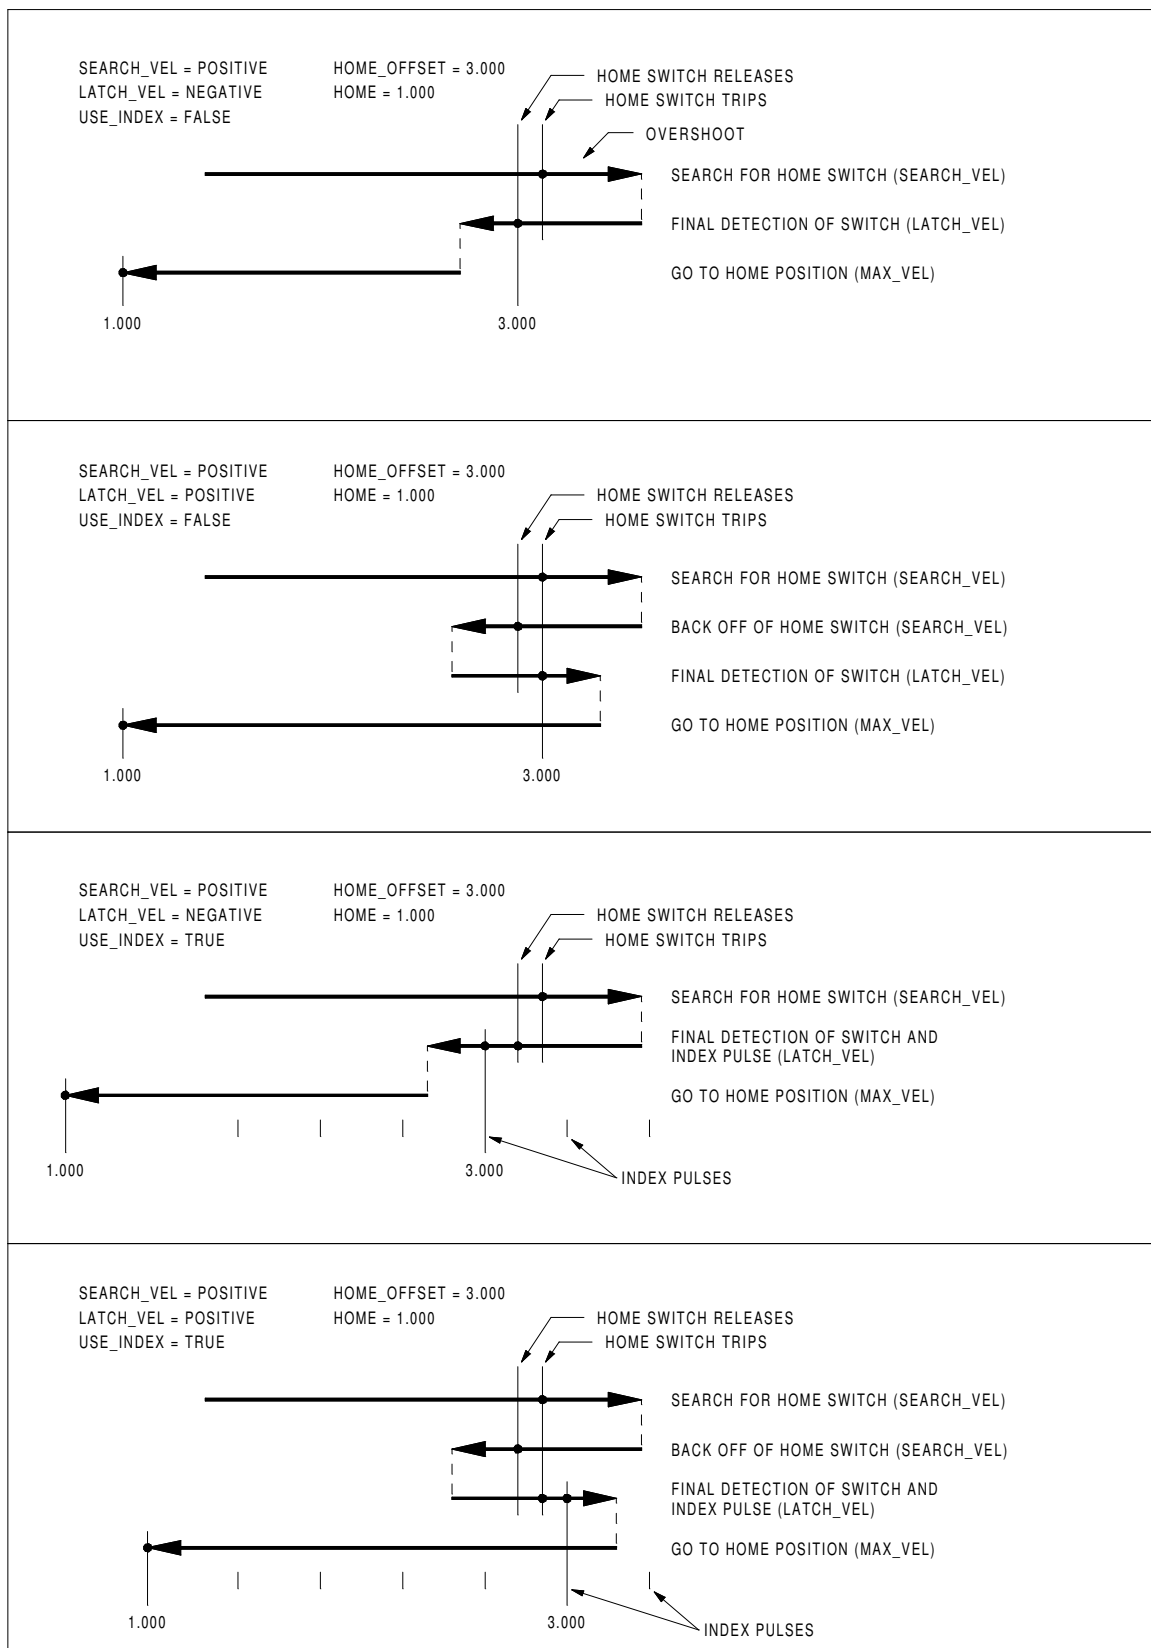 SEARCH_VEL = POSITIVE HOME_OFFSET = 3.000
LATCH_VEL = NEGATIVE HOME = 1.000
USE_INDEX = FALSE
HOME SWITCH RELEASES
HOME SWITCH TRIPS
OVERSHOOT
SEARCH FOR HOME SWITCH (SEARCH_VEL)
FINAL DETECTION OF SWITCH (LATCH_VEL)
GO TO HOME POSITION (MAX_VEL)
1.000 3.000
SEARCH_VEL = POSITIVE HOME_OFFSET = 3.000
LATCH_VEL = POSITIVE HOME = 1.000
USE_INDEX = FALSE
HOME SWITCH RELEASES
HOME SWITCH TRIPS
SEARCH FOR HOME SWITCH (SEARCH_VEL)
BACK OFF OF HOME SWITCH (SEARCH_VEL)
FINAL DETECTION OF SWITCH (LATCH_VEL)
GO TO HOME POSITION (MAX_VEL)
1.000 3.000
SEARCH_VEL = POSITIVE HOME_OFFSET = 3.000
LATCH_VEL = NEGATIVE HOME = 1.000
USE_INDEX = TRUE
HOME SWITCH RELEASES
HOME SWITCH TRIPS
SEARCH FOR HOME SWITCH (SEARCH_VEL)
FINAL DETECTION OF SWITCH AND
INDEX PULSE (LATCH_VEL)
GO TO HOME POSITION (MAX_VEL)
1.000 3.000
INDEX PULSES
SEARCH_VEL = POSITIVE HOME_OFFSET = 3.000
LATCH_VEL = POSITIVE HOME = 1.000
USE_INDEX = TRUE
HOME SWITCH RELEASES
HOME SWITCH TRIPS
SEARCH FOR HOME SWITCH (SEARCH_VEL)
BACK OFF OF HOME SWITCH (SEARCH_VEL)
FINAL DETECTION OF SWITCH AND
INDEX PULSE (LATCH_VEL)
GO TO HOME POSITION (MAX_VEL)
1.000 3.000
INDEX PULSES